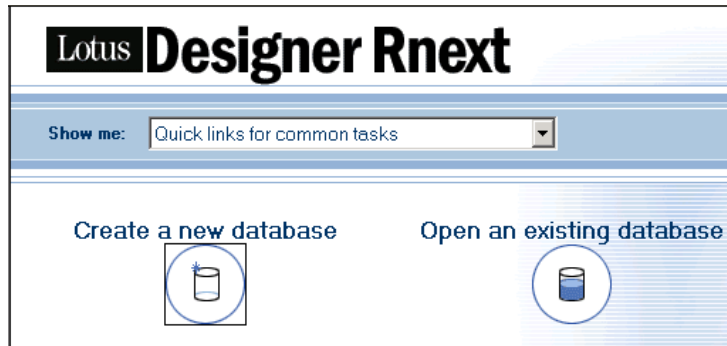 Lotus Designer Rnext
Show me: Quick links for common tasks
Create a new database Open an existing database